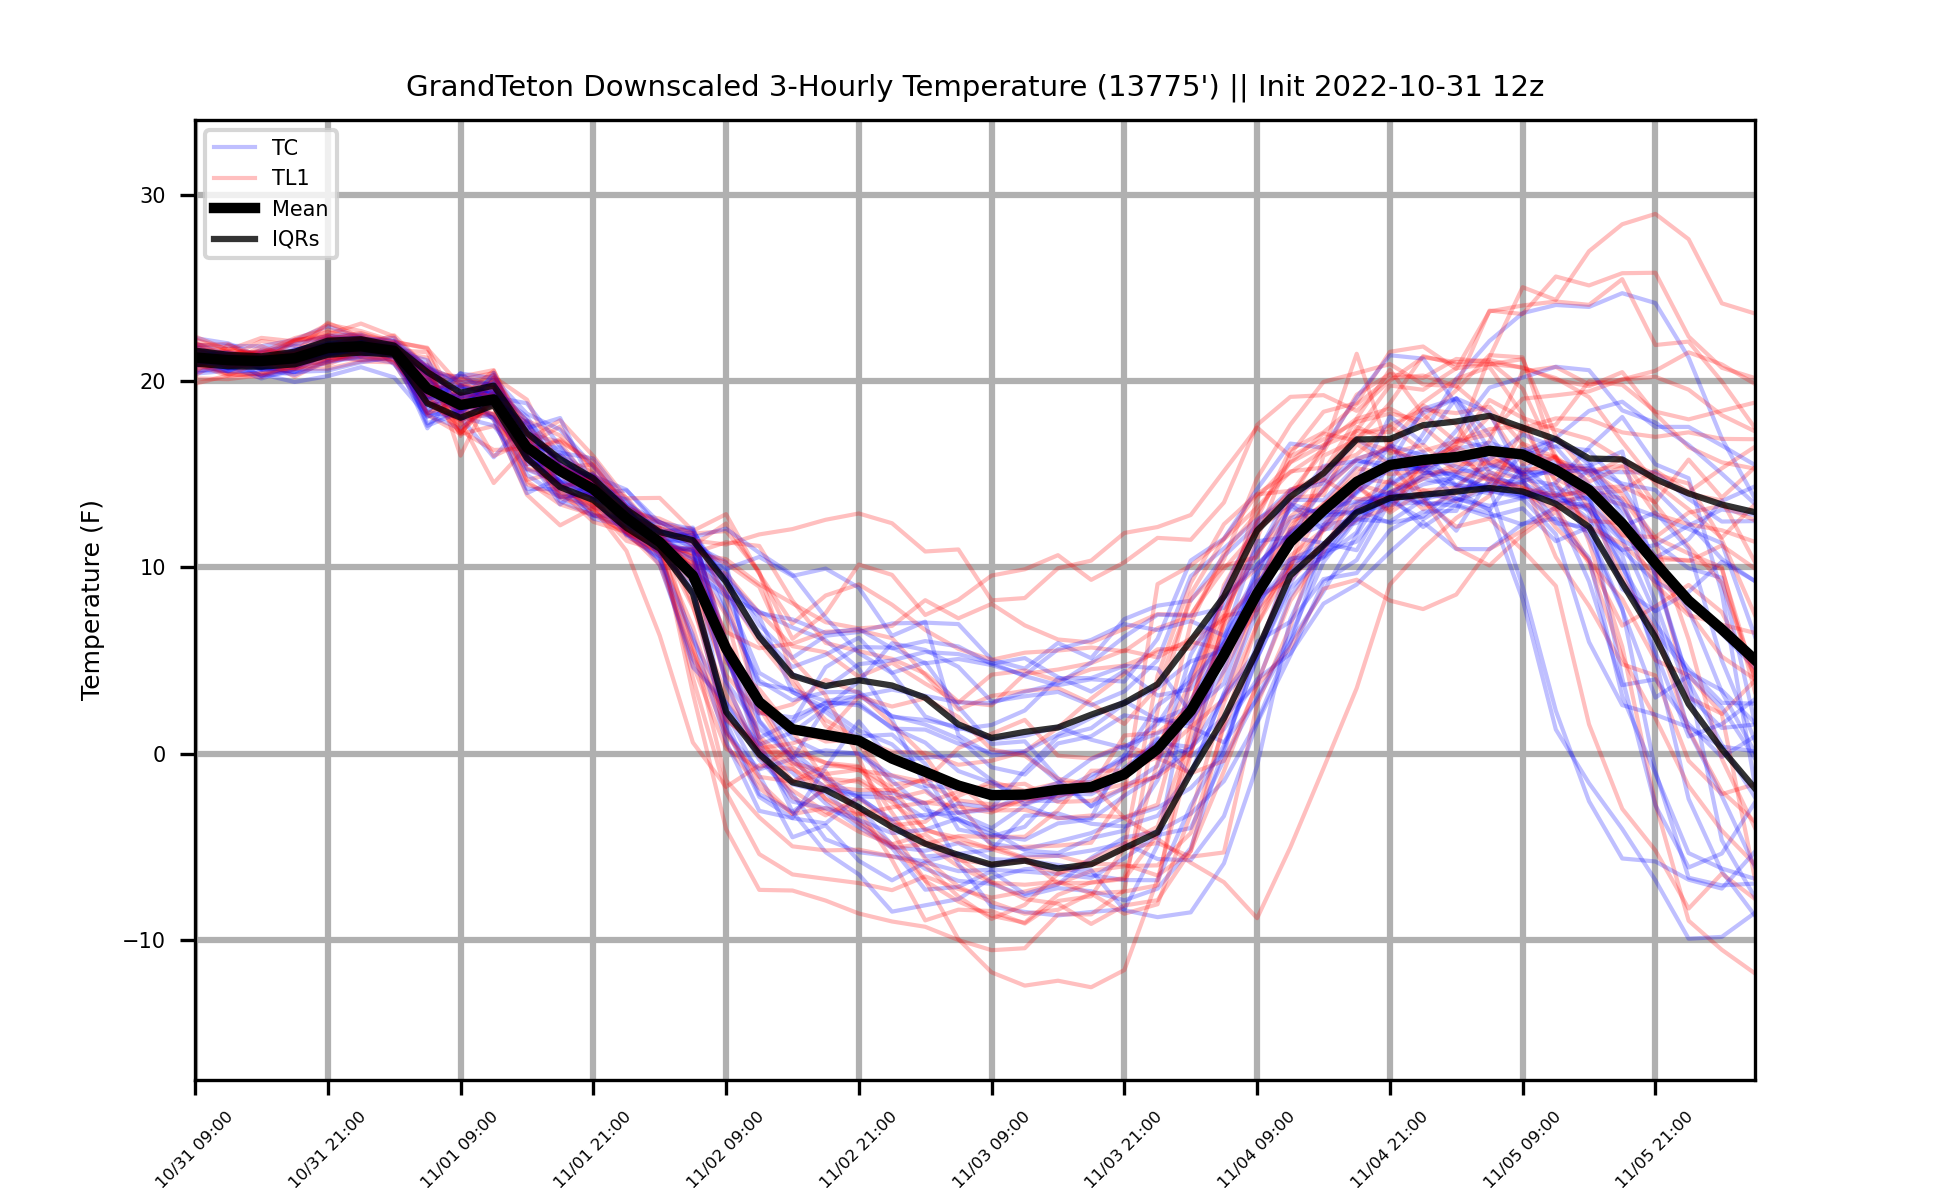 GrandTeton Downscaled 3-Hourly Temperature (13775') || Init 2022-10-31 12z
TC
TL1
Mean
IQRs
Temperature (F)
30
20
10
0
−10
10/31 09:00
10/31 21:00
11/01 09:00
11/01 21:00
11/02 09:00
11/02 21:00
11/03 09:00
11/03 21:00
11/04 09:00
11/04 21:00
11/05 09:00
11/05 21:00